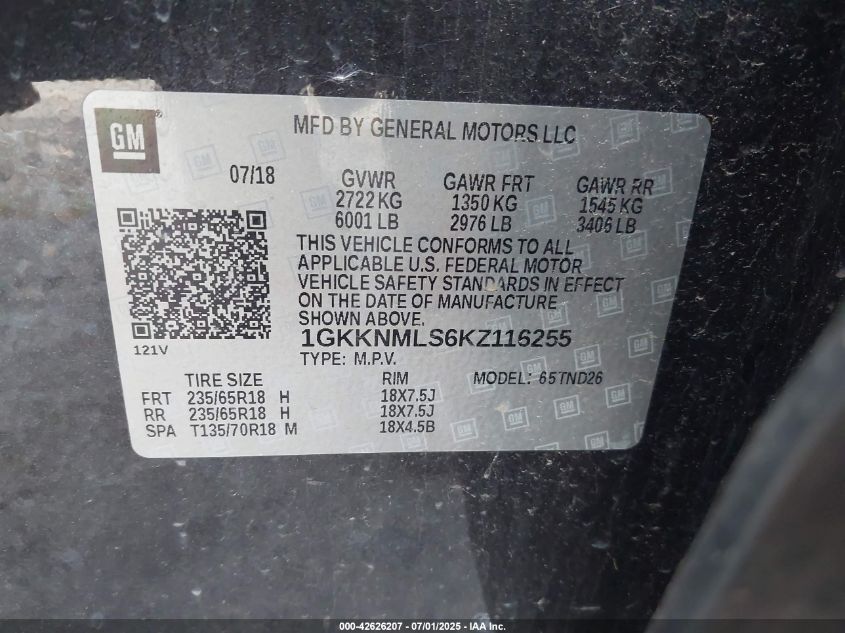 GM
MFD BY GENERAL MOTORS LLC
07/18
GVWR GAWR FRT GAWR RR
2722 KG 1350 KG 1545 KG
6001 LB 2976 LB 3406 LB
THIS VEHICLE CONFORMS TO ALL
APPLICABLE U.S. FEDERAL MOTOR
VEHICLE SAFETY STANDARDS IN EFFECT
ON THE DATE OF MANUFACTURE
SHOWN ABOVE.
1GKKNMLS6KZ116255
121V
TYPE: M.P.V.
TIRE SIZE RIM MODEL: 65TND26
FRT 235/65R18 H 18X7.5J
RR 235/65R18 H 18X7.5J
SPA T135/70R18 M 18X4.5B
000-42626207 - 07/01/2025 - IAA Inc.